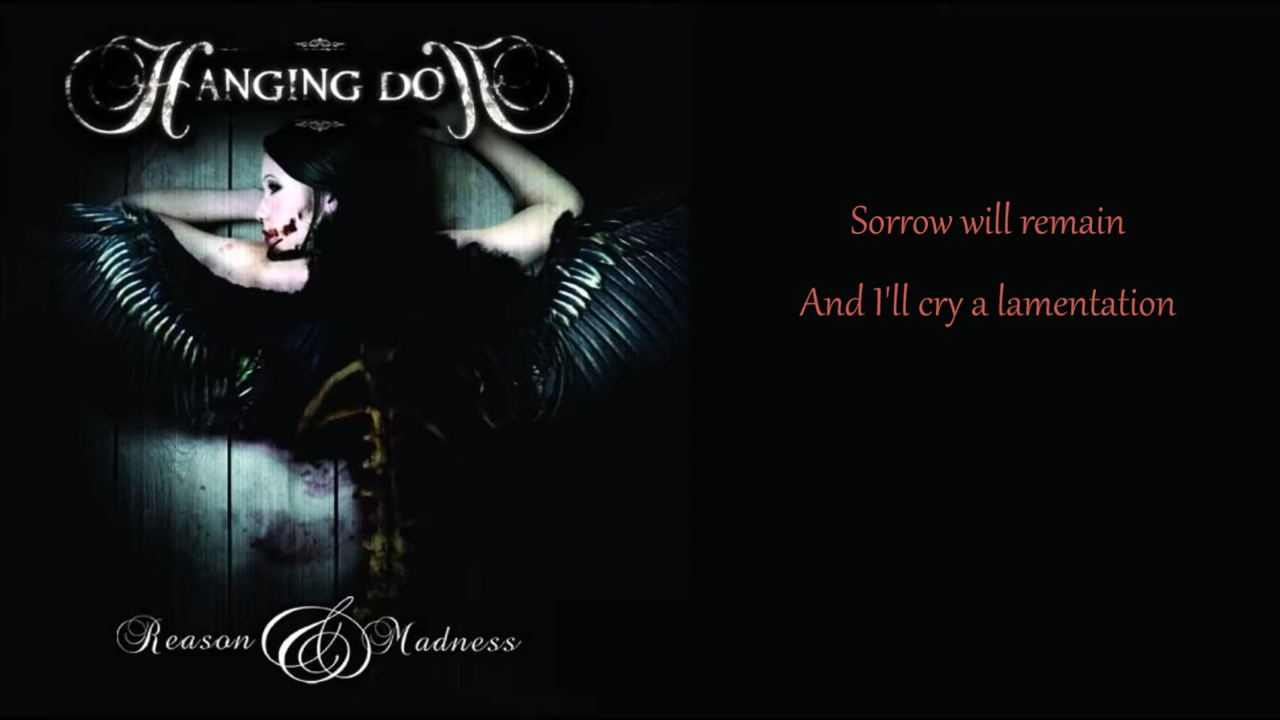 HANGING DOLL
Reason & Madness
Sorrow will remain
And I'll cry a lamentation